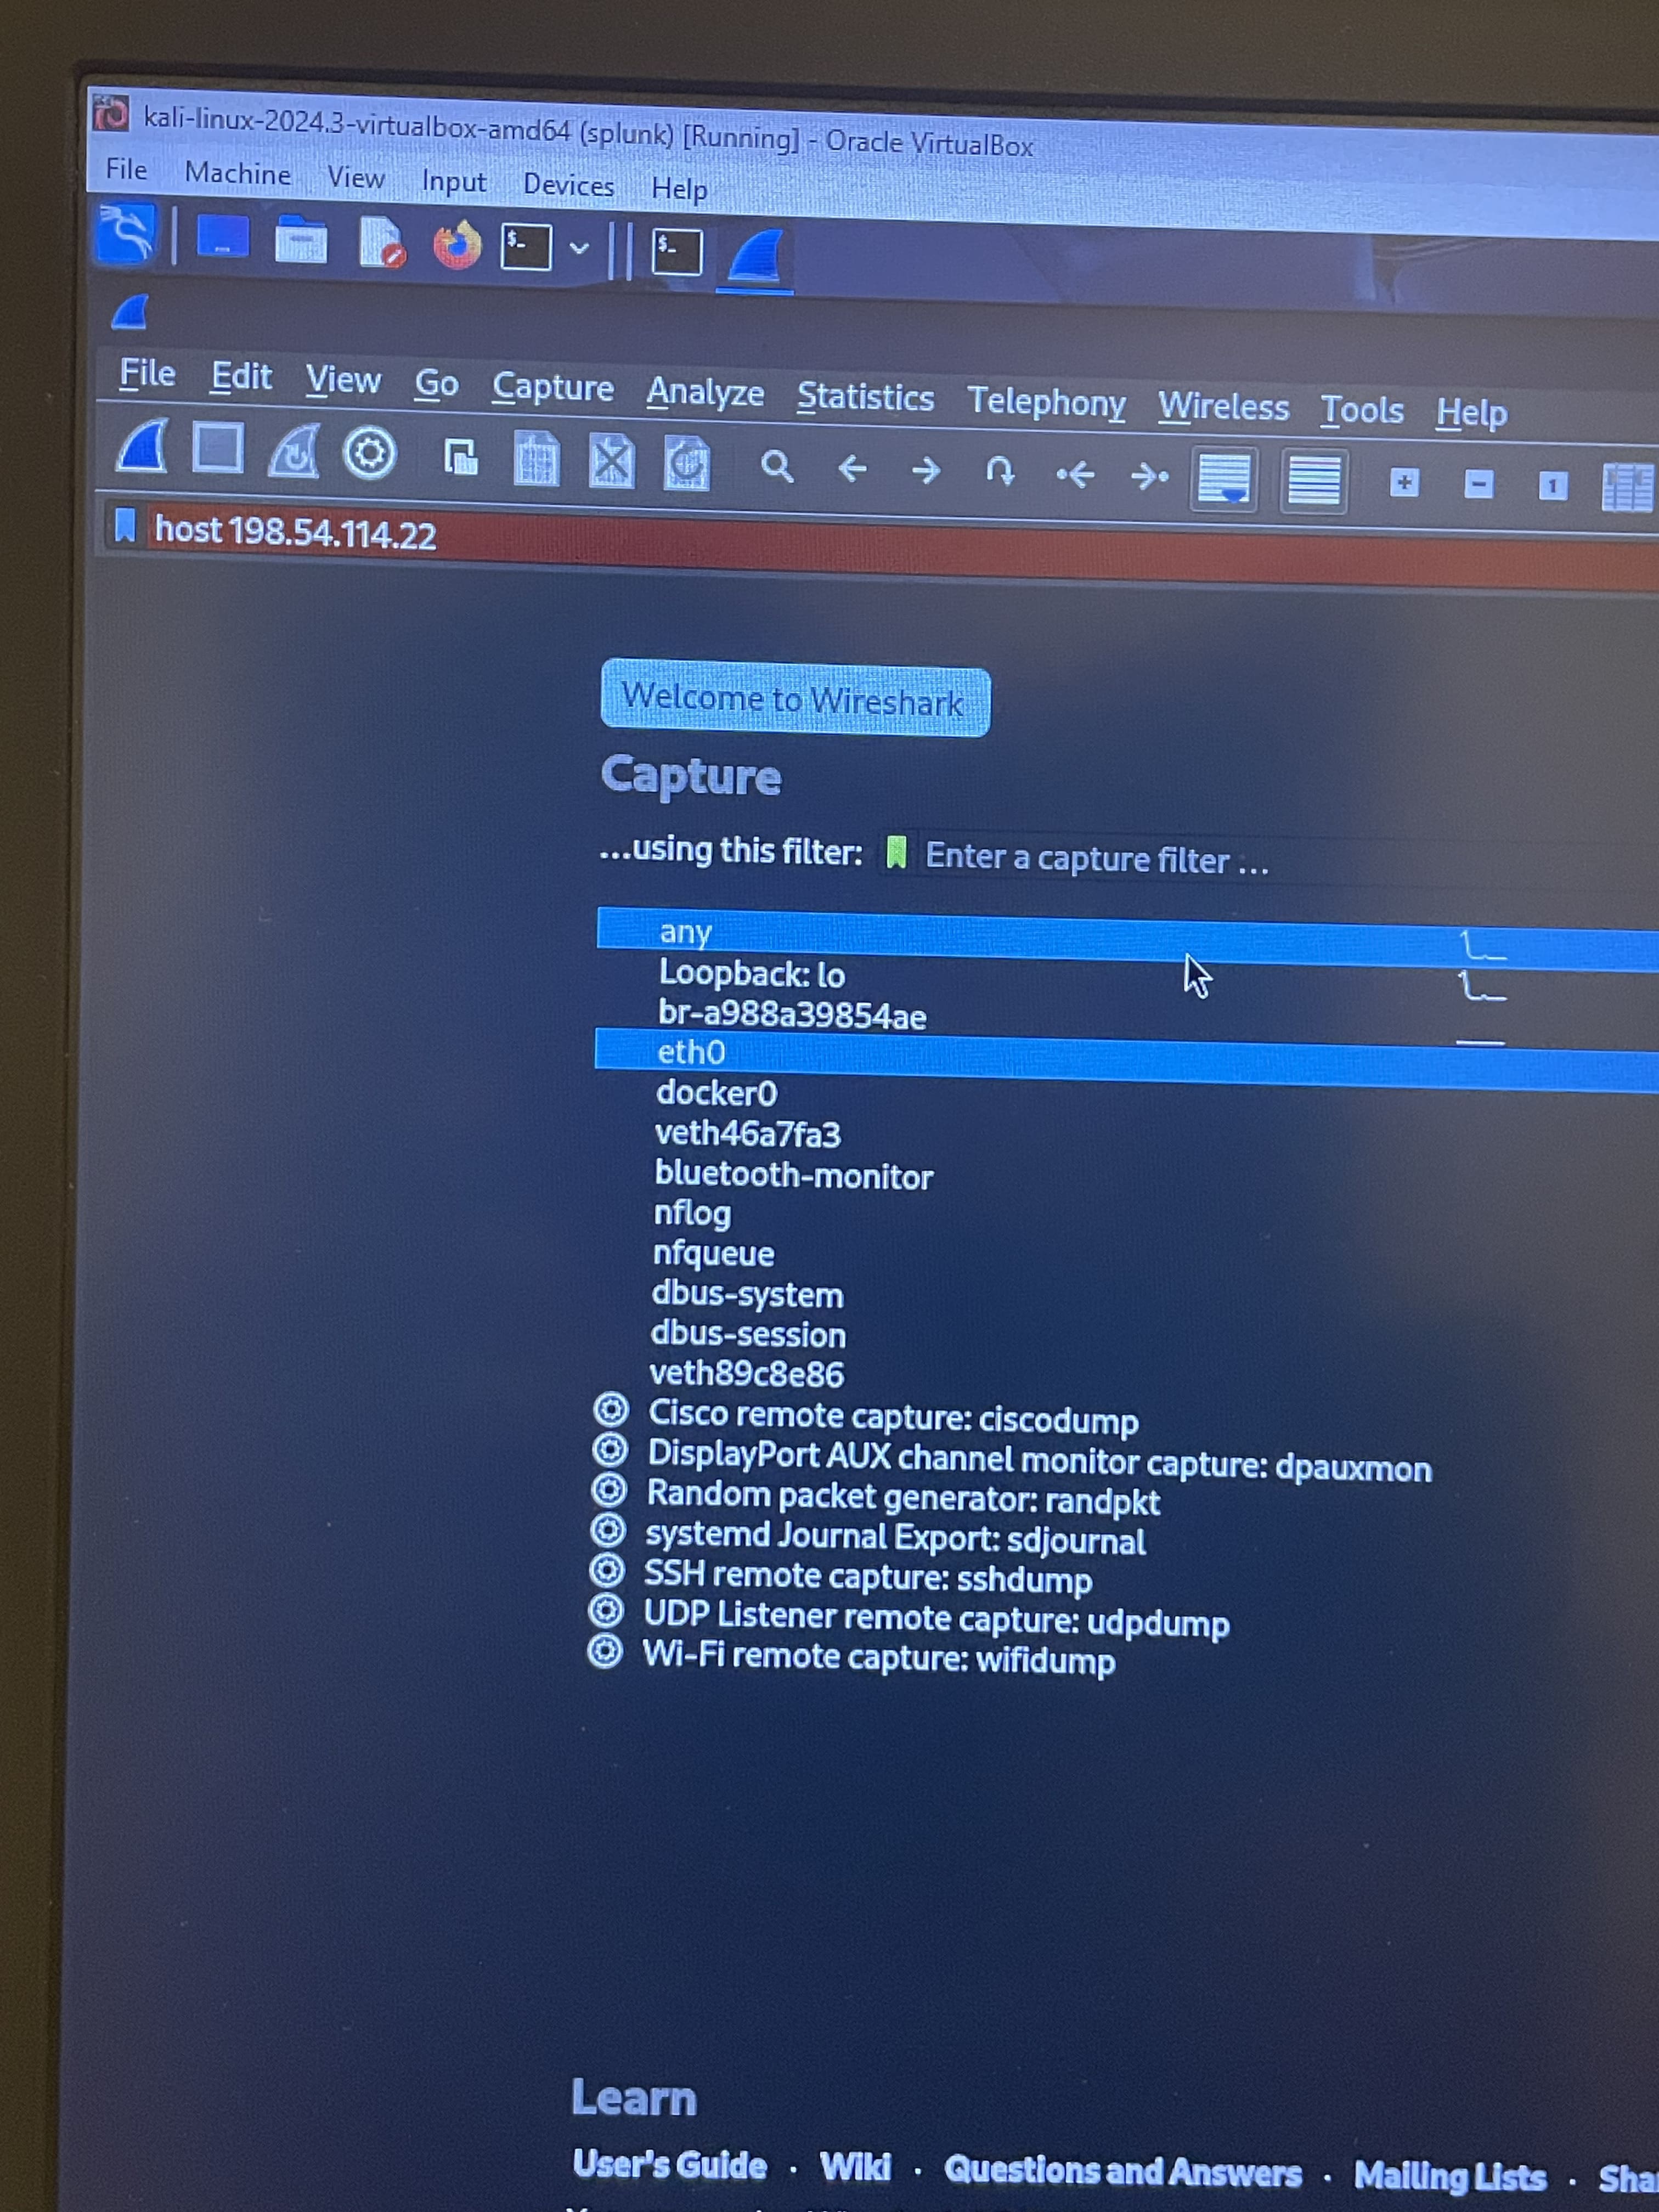 kali-linux-2024.3-virtualbox-amd64 (splunk) [Running] - Oracle VirtualBox
File Machine View Input Devices Help
$_ $_
File Edit View Go Capture Analyze Statistics Telephony Wireless Tools Help
1
host 198.54.114.22
Welcome to Wireshark
Capture
...using this filter: Enter a capture filter ...
any
Loopback: lo
br-a988a39854ae
eth0
docker0
veth46a7fa3
bluetooth-monitor
nflog
nfqueue
dbus-system
dbus-session
veth89c8e86
Cisco remote capture: ciscodump
DisplayPort AUX channel monitor capture: dpauxmon
Random packet generator: randpkt
systemd Journal Export: sdjournal
SSH remote capture: sshdump
UDP Listener remote capture: udpdump
Wi-Fi remote capture: wifidump
Learn
User's Guide · Wiki · Questions and Answers · Mailing Lists ·